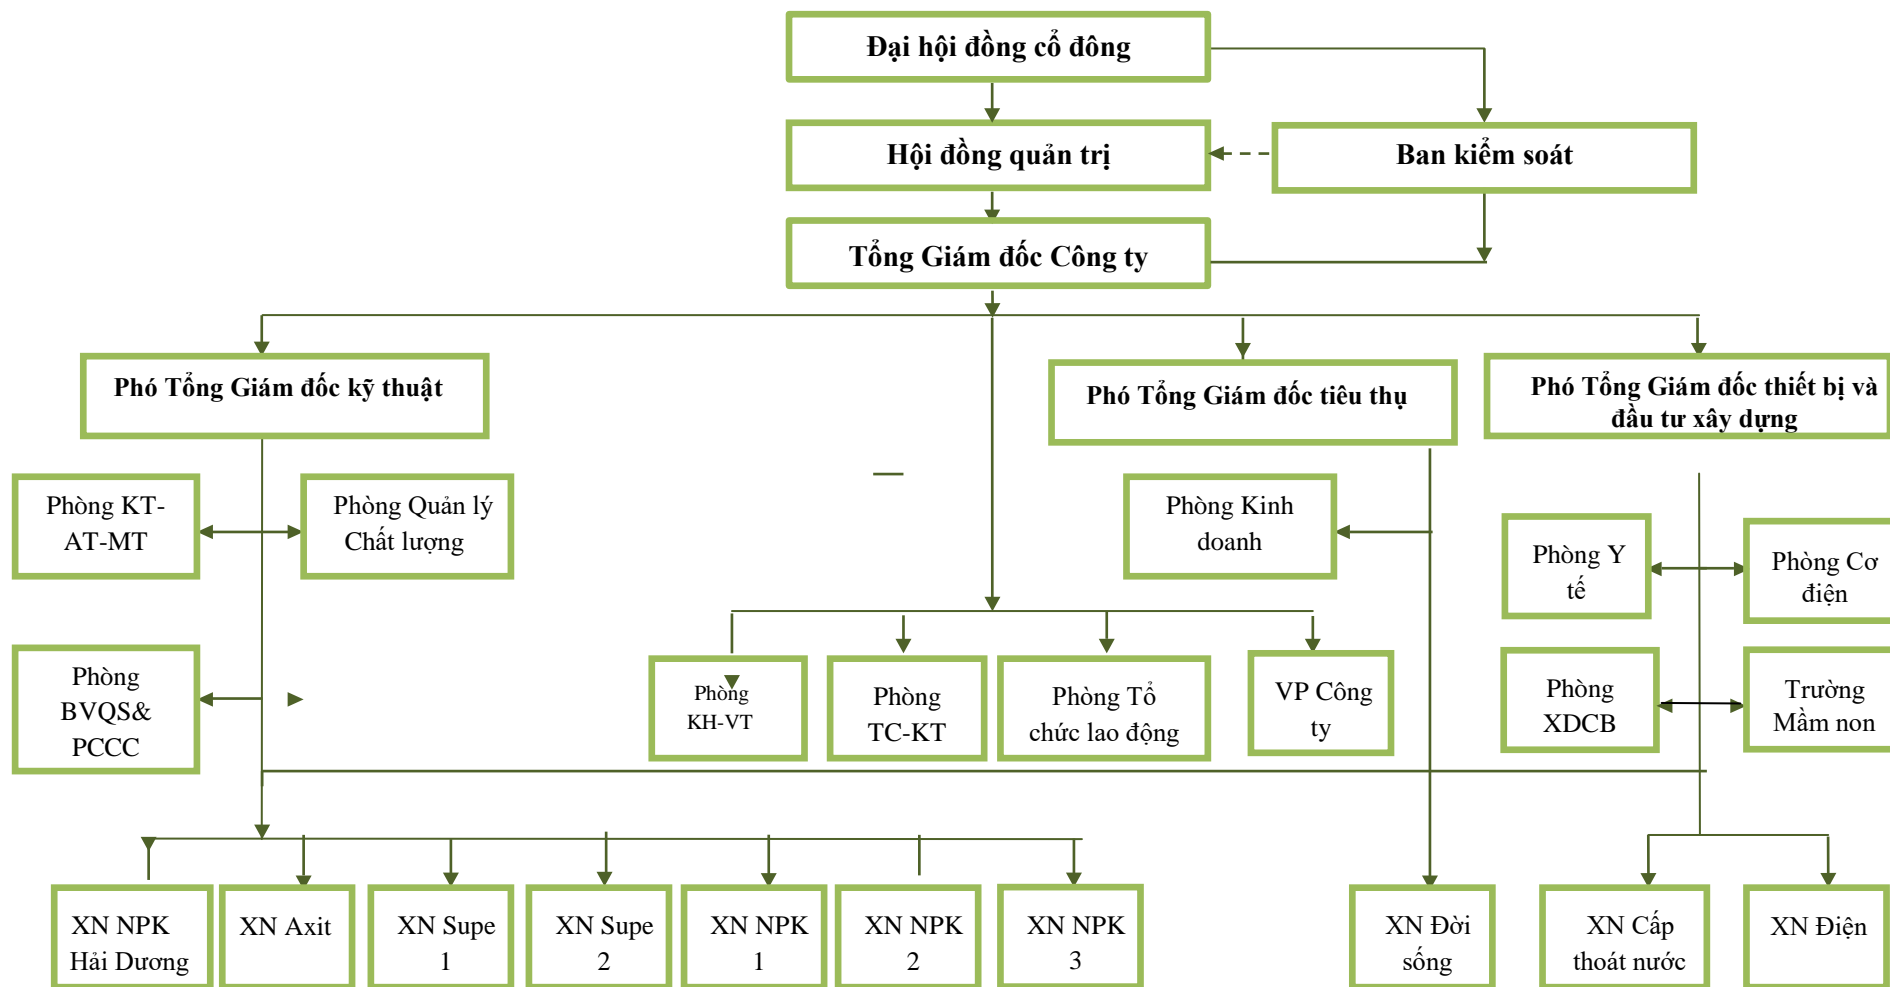 Đại hội đồng cổ đông
Hội đồng quản trị
Ban kiểm soát
Tổng Giám đốc Công ty
Phó Tổng Giám đốc kỹ thuật
Phó Tổng Giám đốc tiêu thụ
Phó Tổng Giám đốc thiết bị và
đầu tư xây dựng
Phòng KT-
AT-MT
Phòng Quản lý
Chất lượng
Phòng Kinh
doanh
Phòng Y
tế
Phòng Cơ
điện
Phòng
BVQS&
PCCC
Phòng
KH-VT
Phòng
TC-KT
Phòng Tổ
chức lao động
VP Công
ty
Phòng
XDCB
Trường
Mầm non
XN NPK
Hải Dương
XN Axit
XN Supe
1
XN Supe
2
XN NPK
1
XN NPK
2
XN NPK
3
XN Đời
sống
XN Cấp
thoát nước
XN Điện